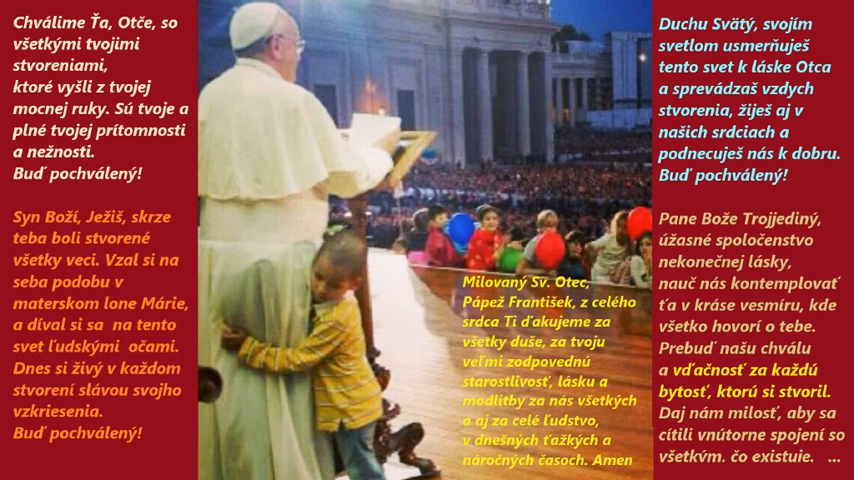 Chválime Ťa, Otče, so
všetkými tvojimi
stvoreniami,
ktoré vyšli z tvojej
mocnej ruky. Sú tvoje a
plné tvojej prítomnosti
a nežnosti.
Buď pochválený!
Syn Boží, Ježiš, skrze
teba boli stvorené
všetky veci. Vzal si na
seba podobu v
materskom lone Márie,
a díval si sa na tento
svet ľudskými očami.
Dnes si živý v každom
stvorení slávou svojho
vzkriesenia.
Buď pochválený!
Milovaný Sv. Otec,
Pápež František, z celého
srdca Ti ďakujeme za
všetky duše, za tvoju
veľmi zodpovednú
starostlivosť, lásku a
modlitby za nás všetkých
a aj za celé ľudstvo,
v dnešných ťažkých a
náročných časoch. Amen
Duchu Svätý, svojím
svetlom usmerňuješ
tento svet k láske Otca
a sprevádzaš vzdych
stvorenia, žiješ aj v
našich srdciach a
podnecuješ nás k dobru.
Buď pochválený!
Pane Bože Trojjediný,
úžasné spoločenstvo
nekonečnej lásky,
nauč nás kontemplovať
ťa v kráse vesmíru, kde
všetko hovorí o tebe.
Prebuď našu chválu
a vďačnosť za každú
bytosť, ktorú si stvoril.
Daj nám milosť, aby sa
cítili vnútorne spojení so
všetkým. čo existuie. ...